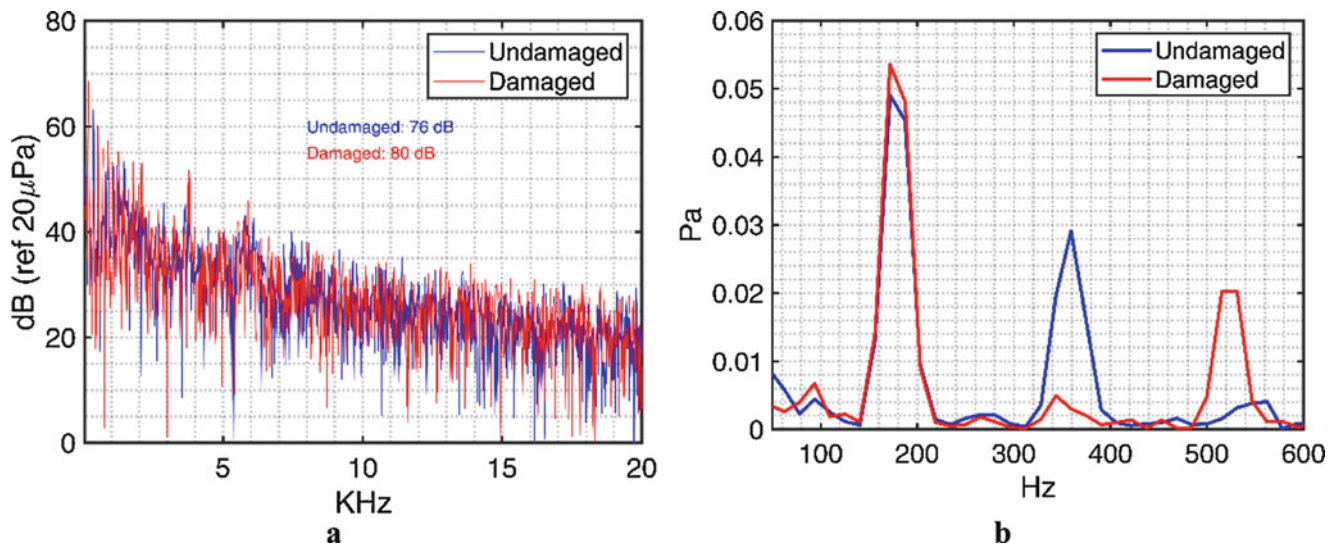 80
60
40
20
0
dB (ref 20μPa)
Undamaged
Damaged
Undamaged: 76 dB
Damaged: 80 dB
5
10
15
20
KHz
a
0.06
0.05
0.04
0.03
0.02
0.01
0
Pa
Undamaged
Damaged
100
200
300
400
500
600
Hz
b